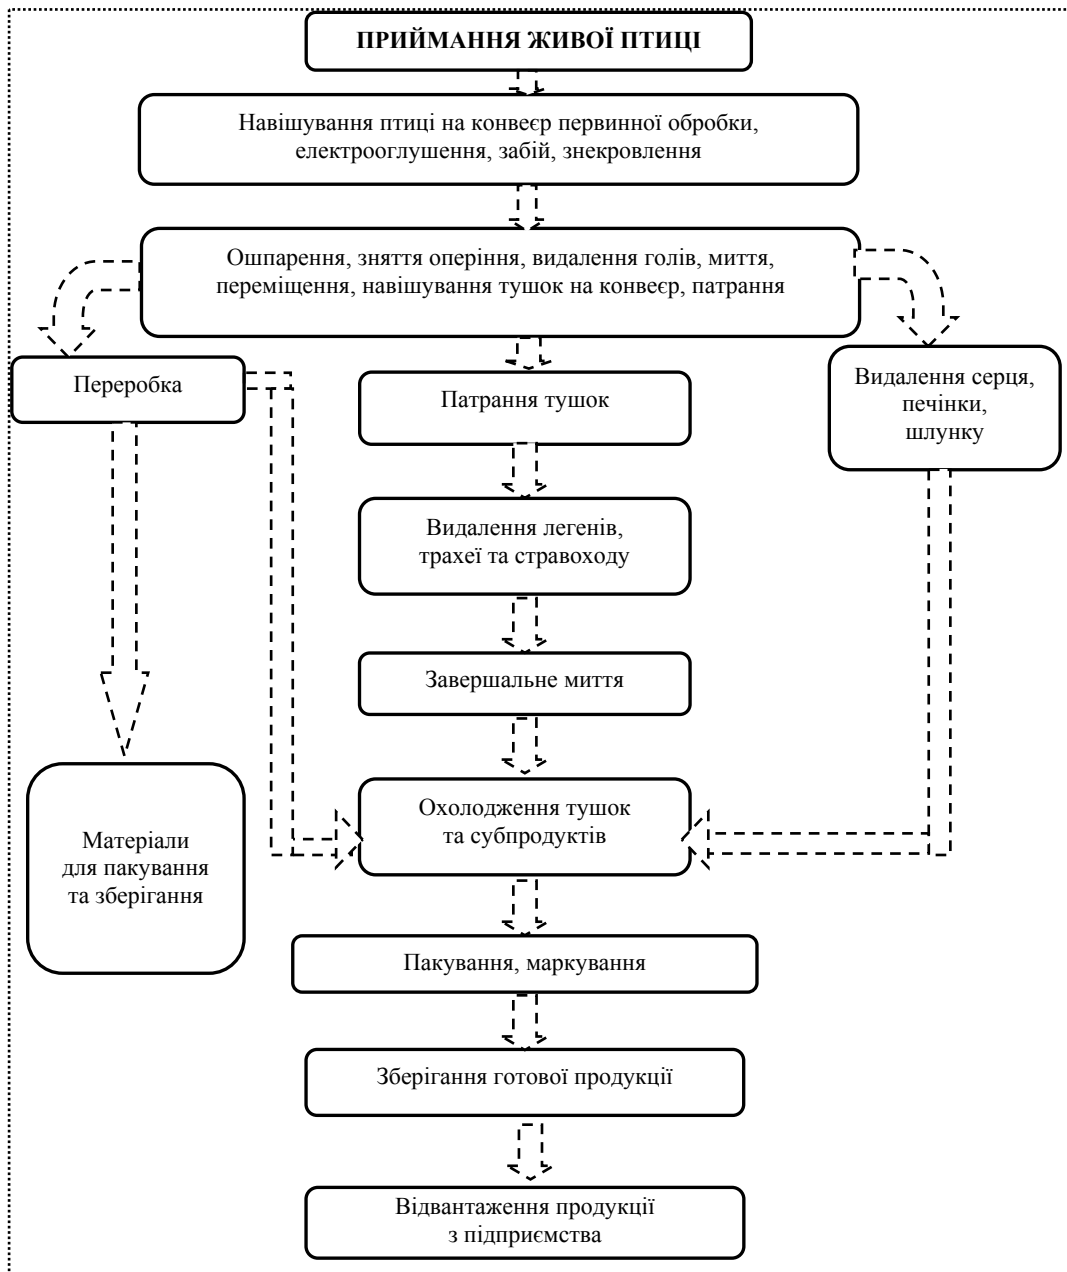 ПРИЙМАННЯ ЖИВОЇ ПТИЦІ
Навішування птиці на конвеєр первинної обробки,
електрооглушення, забій, знекровлення
Ошпарення, зняття оперіння, видалення голів, миття,
переміщення, навішування тушок на конвеєр, патрання
Переробка
Патрання тушок
Видалення серця,
печінки,
шлунку
Видалення легенів,
трахеї та стравоходу
Завершальне миття
Охолодження тушок
та субпродуктів
Матеріали
для пакування
та зберігання
Пакування, маркування
Зберігання готової продукції
Відвантаження продукції
з підприємства